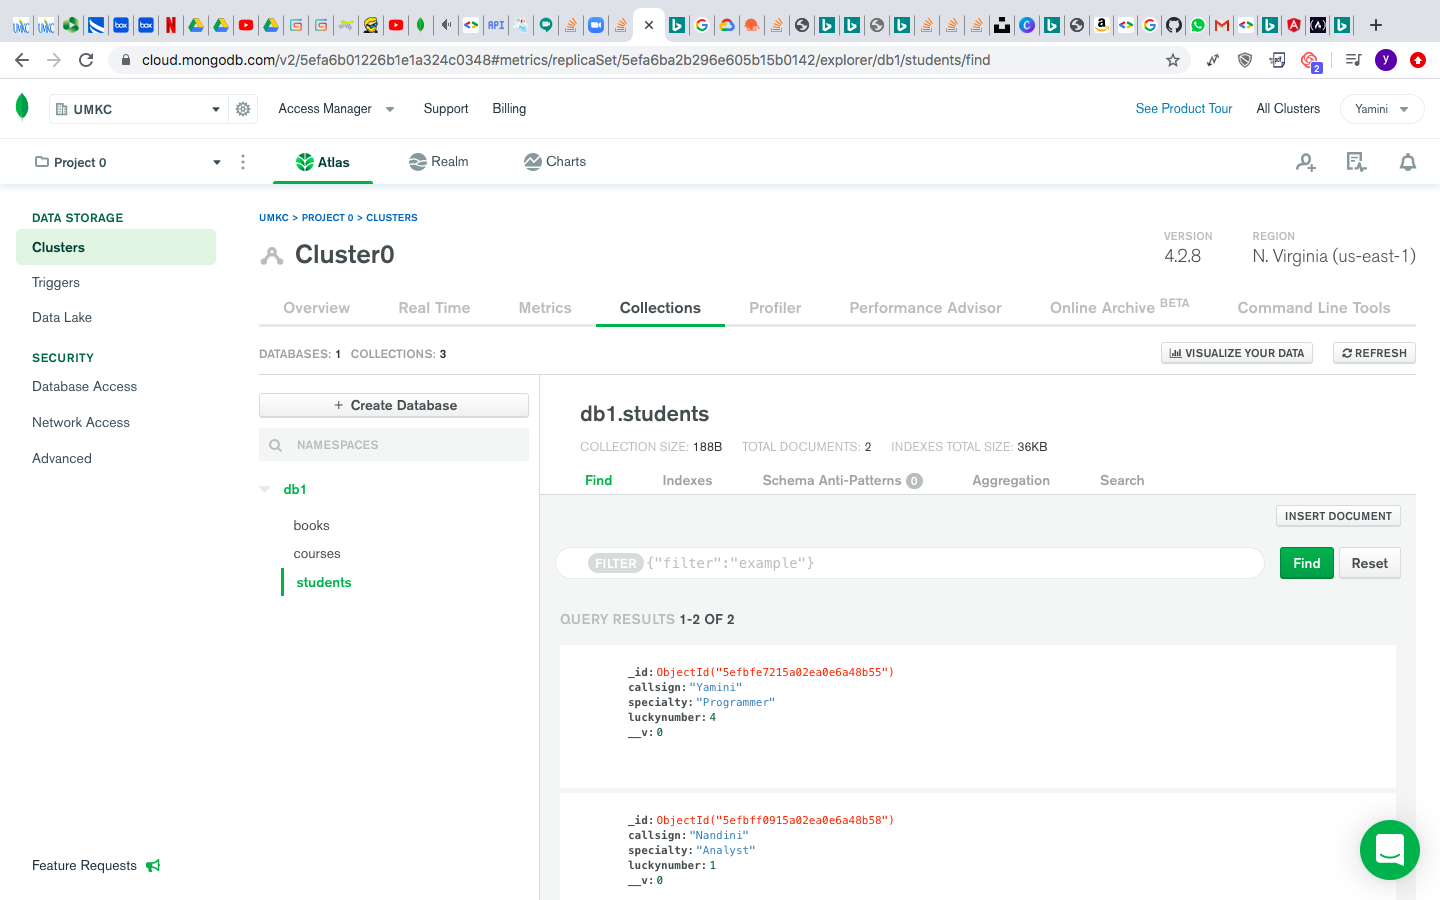 cloud.mongodb.com/v2/5efa6b01226b1e1a324c0348#metrics/replicaSet/5efa6ba2b296e605b15b0142/explorer/db1/students/find
2
y
UMKC
Access Manager
Support
Billing
See Product Tour
All Clusters
Yamini
Project 0
Atlas
Realm
Charts
DATA STORAGE
Clusters
Triggers
Data Lake
SECURITY
Database Access
Network Access
Advanced
Feature Requests
UMKC > PROJECT 0 > CLUSTERS
Cluster0
VERSION
4.2.8
REGION
N. Virginia (us-east-1)
Overview
Real Time
Metrics
Collections
Profiler
Performance Advisor
Online Archive BETA
Command Line Tools
DATABASES: 1 COLLECTIONS: 3
VISUALIZE YOUR DATA
REFRESH
+ Create Database
NAMESPACES
db1
books
courses
students
db1.students
COLLECTION SIZE: 188B TOTAL DOCUMENTS: 2 INDEXES TOTAL SIZE: 36KB
Find
Indexes
Schema Anti-Patterns 0
Aggregation
Search
INSERT DOCUMENT
FILTER {"filter":"example"}
Find
Reset
QUERY RESULTS 1-2 OF 2
_id: ObjectId("5efbfe7215a02ea0e6a48b55")
callsign: "Yamini"
specialty: "Programmer"
luckynumber: 4
__v: 0
_id: ObjectId("5efbff0915a02ea0e6a48b58")
callsign: "Nandini"
specialty: "Analyst"
luckynumber: 1
__v: 0